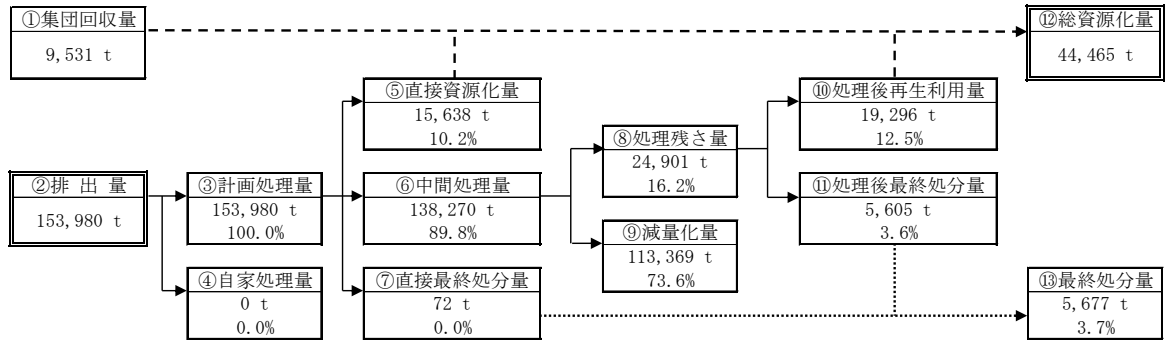 ①集団回収量
9,531 t
⑫総資源化量
44,465 t
⑤直接資源化量
15,638 t
10.2%
⑩処理後再生利用量
19,296 t
12.5%
⑧処理残さ量
24,901 t
16.2%
②排 出 量
153,980 t
③計画処理量
153,980 t
100.0%
⑥中間処理量
138,270 t
89.8%
⑪処理後最終処分量
5,605 t
3.6%
⑨減量化量
113,369 t
73.6%
④自家処理量
0 t
0.0%
⑦直接最終処分量
72 t
0.0%
⑬最終処分量
5,677 t
3.7%